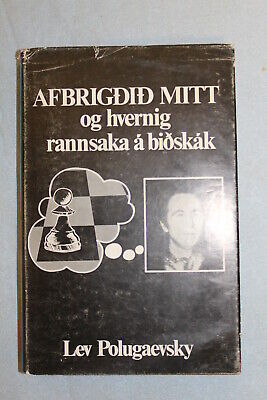 AFBRIGÐIÐ MITT
og hvernig
rannsaka á biðskák
Lev Polugaevsky